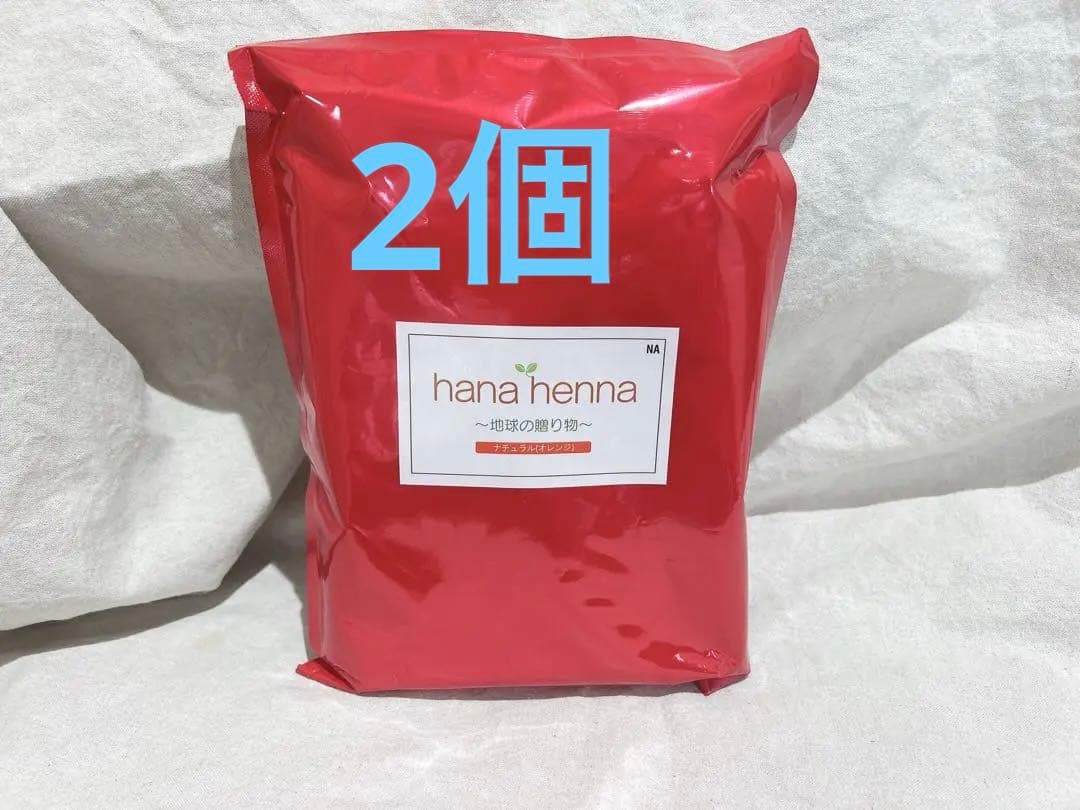 2個
NA
hana henna
～地球の贈り物～
ナチュラル(オレンジ)